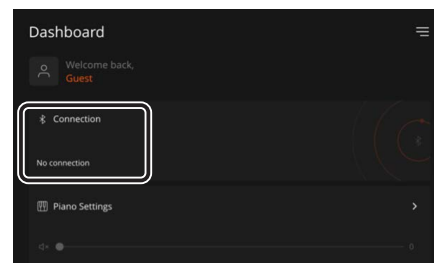 Dashboard
Welcome back,
Guest
Connection
No connection
Piano Settings
0